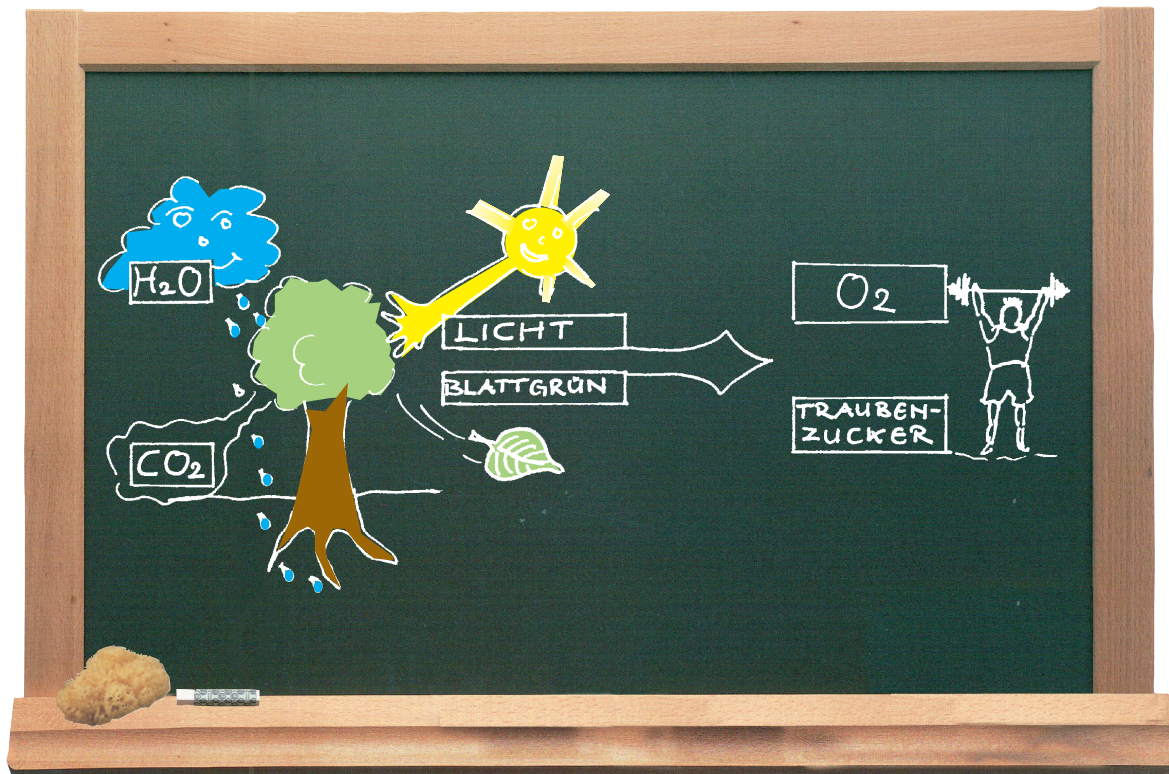 H₂O
CO₂
LICHT
BLATTGRÜN
O₂
TRAUBEN-
ZUCKER